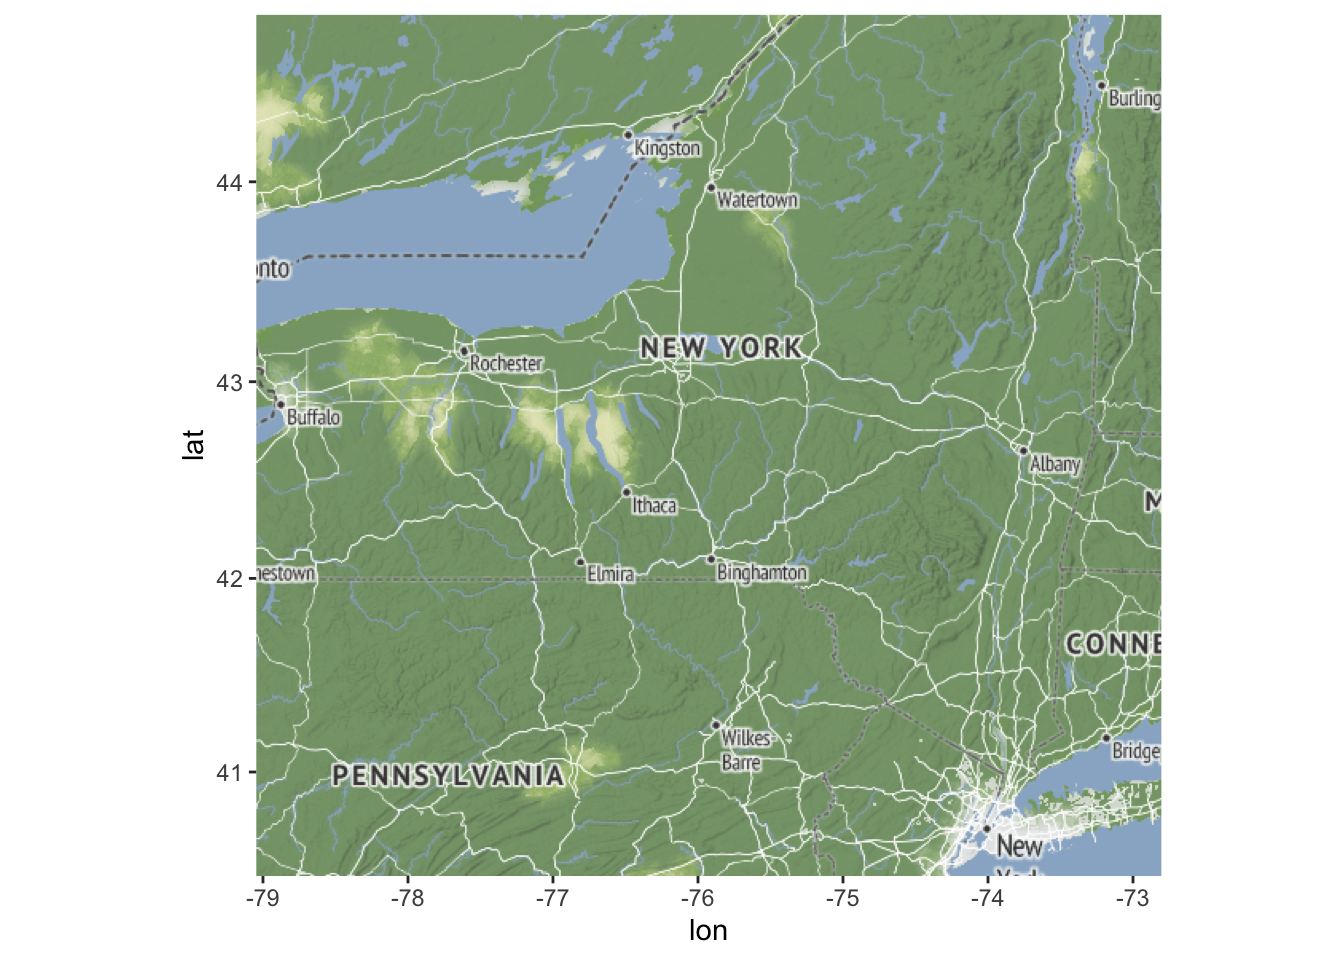 Burling
Kingston
44
Watertown
onto
NEW YORK
Rochester
43
Buffalo
lat
Albany
M
Ithaca
42
nestown
Elmira
Binghamton
CONNE
Wilkes-
Barre
Bridge
41
PENNSYLVANIA
New
-79 -78 -77 -76 -75 -74 -73
lon